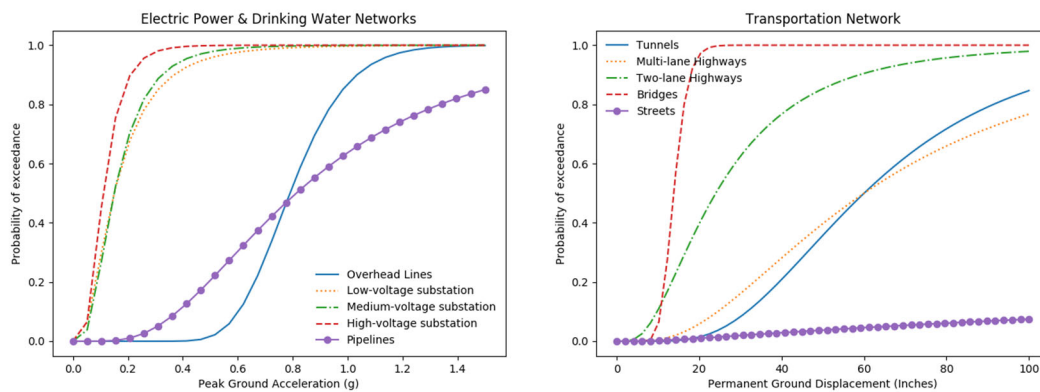 Electric Power & Drinking Water Networks
Probability of exceedance
1.0
0.8
0.6
0.4
0.2
0.0
Overhead Lines
Low-voltage substation
Medium-voltage substation
High-voltage substation
Pipelines
0.0 0.2 0.4 0.6 0.8 1.0 1.2 1.4
Peak Ground Acceleration (g)
Transportation Network
Probability of exceedance
1.0
0.8
0.6
0.4
0.2
0.0
Tunnels
Multi-lane Highways
Two-lane Highways
Bridges
Streets
0 20 40 60 80 100
Permanent Ground Displacement (Inches)